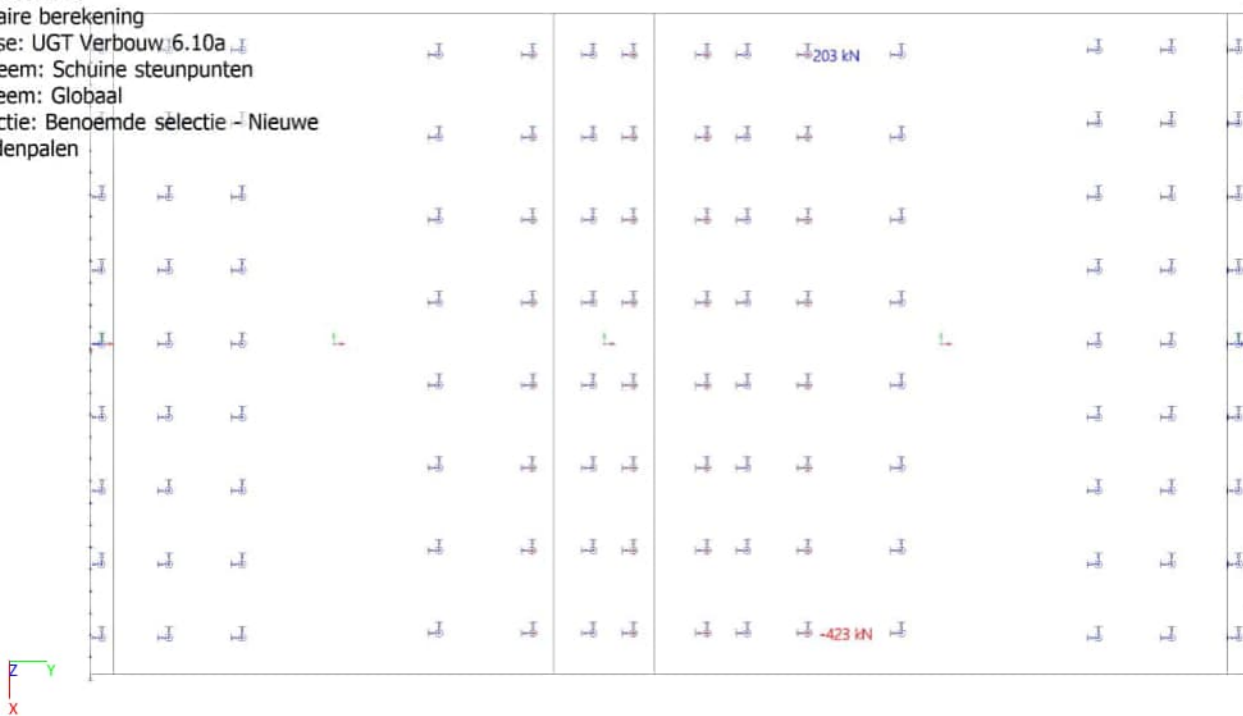 aire berekening
se: UGT Verbouw 6.10a
eem: Schuine steunpunten
eem: Globaal
ctie: Benoemde selectie - Nieuwe
denpalen
203 kN
-423 kN
Z Y
X